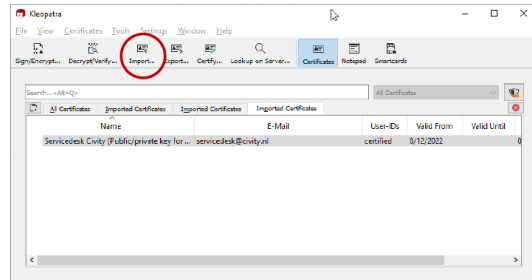 Kleopatra
File View Certificates Tools Settings Window Help
Sign/Encrypt... Decrypt/Verify... Import... Export... Certify... Lookup on Server... Certificates Notepad Smartcards
Search...<Alt+Q> All Certificates
All Certificates Imported Certificates Imported Certificates Imported Certificates
Name E-Mail User-IDs Valid From Valid Until
Servicedesk Civity (Public/private key for ... servicedesk@civity.nl certified 8/12/2022 0